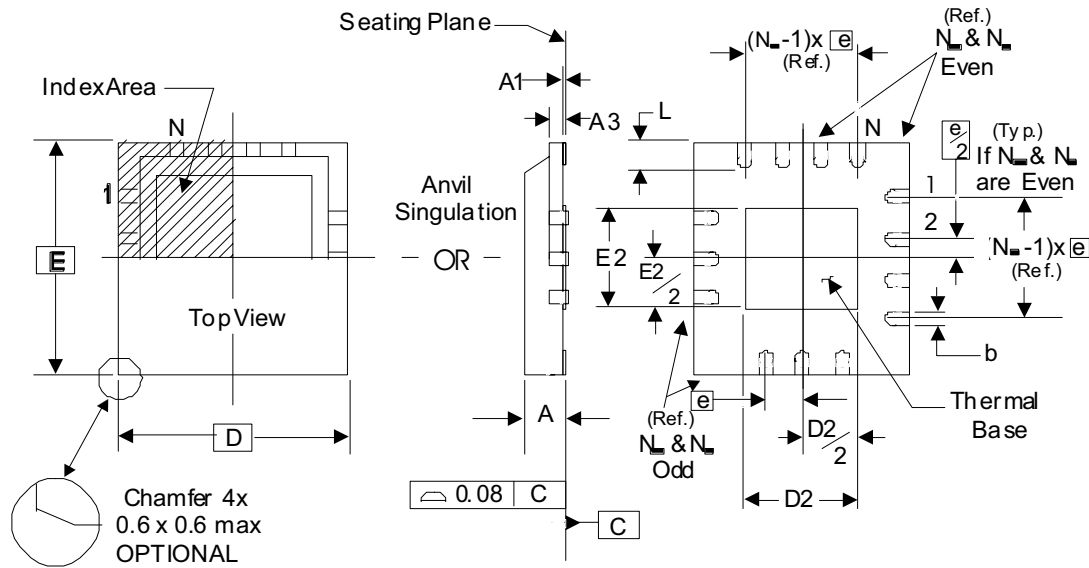 Seating Plane
(Ref.)
N & N
Even
(N -1)x e
(Ref.)
A1
IndexArea
A3
L
N
N
e/2
(Typ.)
If N & N
are Even
1
1
2
Anvil
Singulation
OR
E2
E2/2
(N -1)x e
(Ref.)
E
TopView
b
e
Thermal
Base
A
(Ref.)
N & N
Odd
D2/2
D
D2
0.08 C
C
Chamfer 4x
0.6 x 0.6 max
OPTIONAL